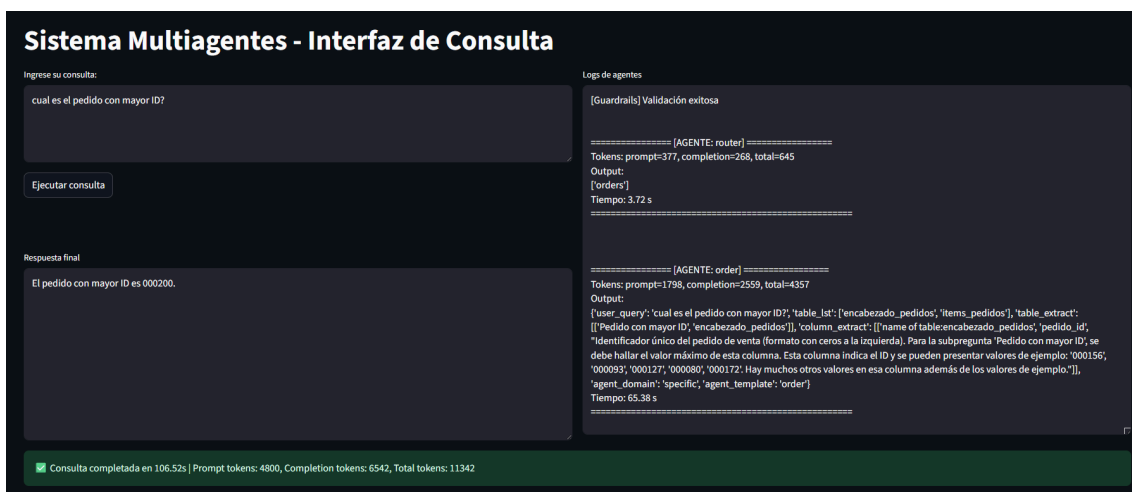 Sistema Multiagentes - Interfaz de Consulta
Ingrese su consulta:
cual es el pedido con mayor ID?
Ejecutar consulta
Respuesta final
El pedido con mayor ID es 000200.
Logs de agentes
[Guardrails] Validación exitosa
================ [AGENTE: router] =================
Tokens: prompt=377, completion=268, total=645
Output:
['orders']
Tiempo: 3.72 s
====================================================
================ [AGENTE: order] =================
Tokens: prompt=1798, completion=2559, total=4357
Output:
{'user_query': 'cual es el pedido con mayor ID?', 'table_lst': ['encabezado_pedidos', 'items_pedidos'], 'table_extract':
[['Pedido con mayor ID', 'encabezado_pedidos']], 'column_extract': [['name of table:encabezado_pedidos', 'pedido_id',
"Identificador único del pedido de venta (formato con ceros a la izquierda). Para la subpregunta 'Pedido con mayor ID', se
debe hallar el valor máximo de esta columna. Esta columna indica el ID y se pueden presentar valores de ejemplo: '000156',
'000093', '000127', '000080', '000172'. Hay muchos otros valores en esa columna además de los valores de ejemplo."]],
'agent_domain': 'specific', 'agent_template': 'order'}
Tiempo: 65.38 s
====================================================
✅ Consulta completada en 106.52s | Prompt tokens: 4800, Completion tokens: 6542, Total tokens: 11342